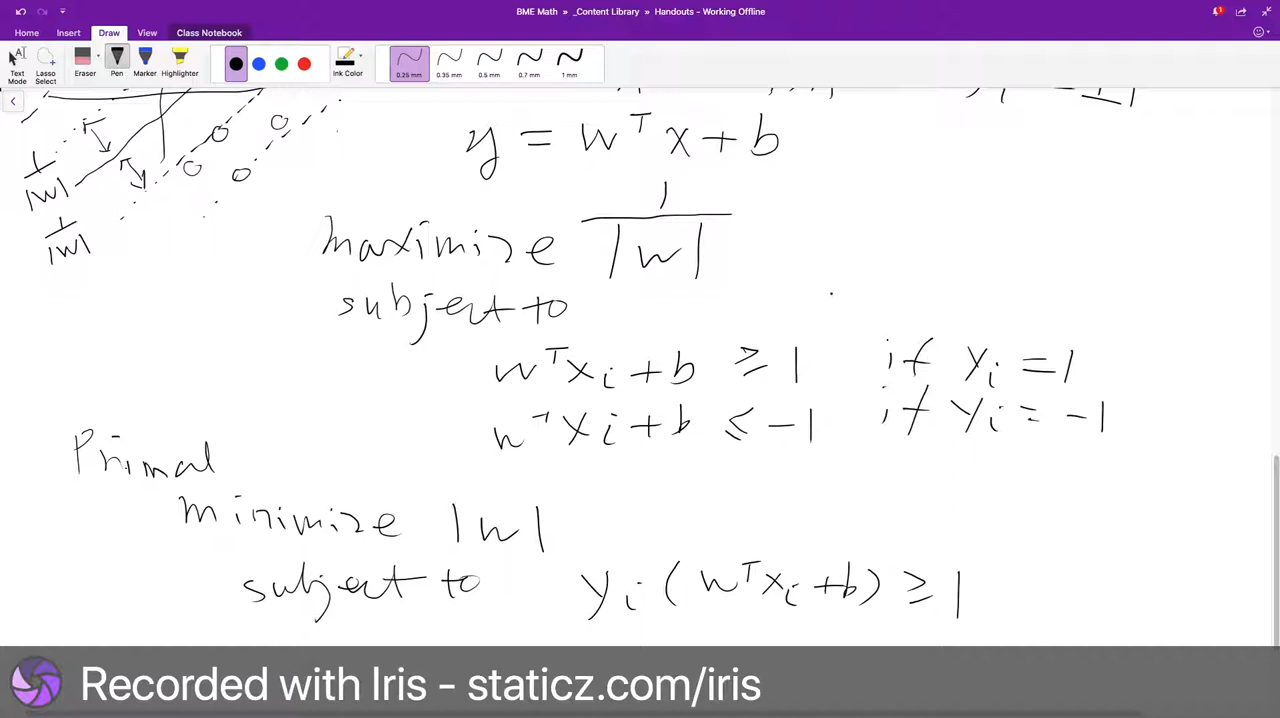 BME Math » _Content Library » Handouts - Working Offline
Home Insert Draw View Class Notebook
Text Mode Lasso Select Eraser Pen Marker Highlighter Ink Color 0.25 mm 0.35 mm 0.5 mm 0.7 mm 1 mm
y = w^T x + b
1/|w|
1/|w|
maximize 1/|w|
subject to
w^T x_i + b ≥ 1 if y_i = 1
w^T x_i + b ≤ -1 if y_i = -1
Primal
minimize |w|
subject to y_i (w^T x_i + b) ≥ 1
Recorded with Iris - staticz.com/iris